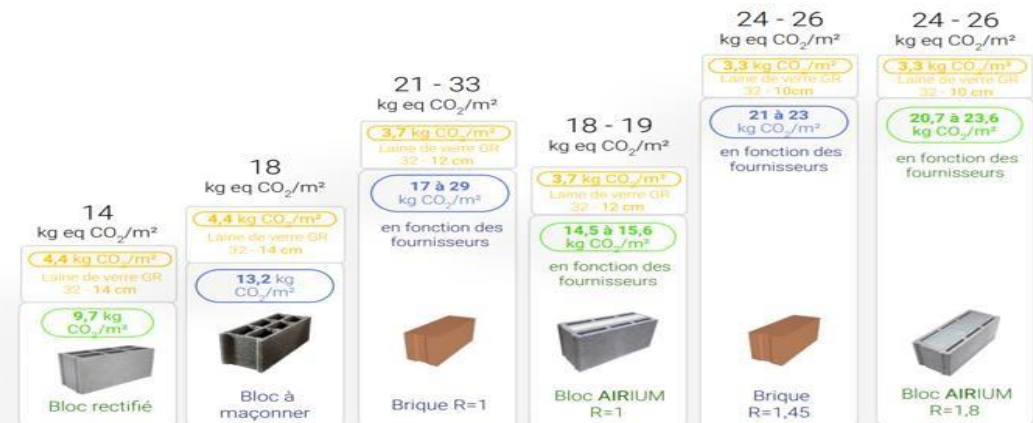 14
kg eq CO₂/m²
4,4 kg CO₂/m²
Laine de verre GR
32 - 14 cm
9,7 kg
CO₂/m²
Bloc rectifié
18
kg eq CO₂/m²
4,4 kg CO₂/m²
Laine de verre GR
32 - 14 cm
13,2 kg
CO₂/m²
Bloc à
maçonner
21 - 33
kg eq CO₂/m²
3,7 kg CO₂/m²
Laine de verre GR
32 - 12 cm
17 à 29
kg CO₂/m²
en fonction des
fournisseurs
Brique R=1
18 - 19
kg eq CO₂/m²
3,7 kg CO₂/m²
Laine de verre GR
32 - 12 cm
14,5 à 15,6
kg CO₂/m²
en fonction des
fournisseurs
Bloc AIRIUM
R=1
24 - 26
kg eq CO₂/m²
3,3 kg CO₂/m²
Laine de verre GR
32 - 10cm
21 à 23
kg CO₂/m²
en fonction des
fournisseurs
Brique
R=1,45
24 - 26
kg eq CO₂/m²
3,3 kg CO₂/m²
Laine de verre GR
32 - 10 cm
20,7 à 23,6
kg CO₂/m²
en fonction des
fournisseurs
Bloc AIRIUM
R=1,8